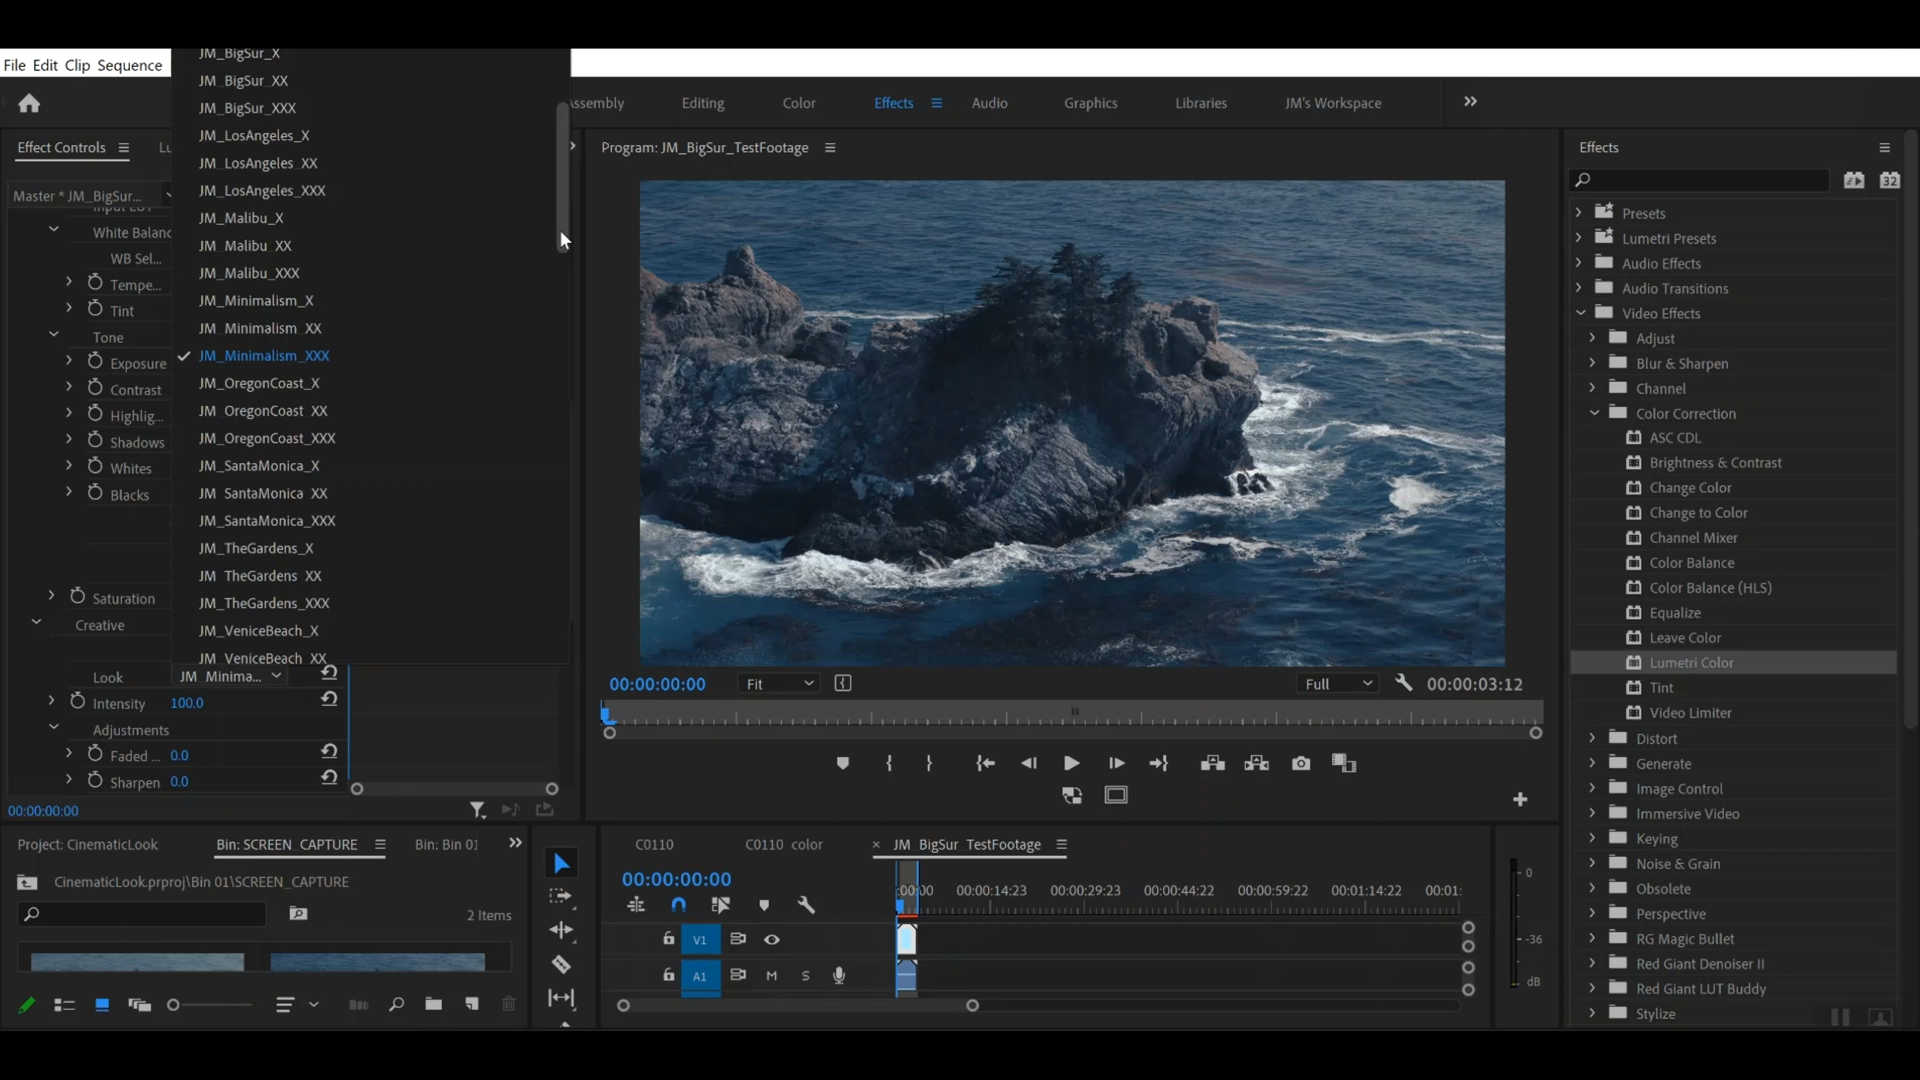 File Edit Clip Sequence
JM_BigSur_X
JM_BigSur_XX
JM_BigSur_XXX
JM_LosAngeles_X
JM_LosAngeles_XX
JM_LosAngeles_XXX
JM_Malibu_X
JM_Malibu_XX
JM_Malibu_XXX
JM_Minimalism_X
JM_Minimalism_XX
JM_Minimalism_XXX
JM_OregonCoast_X
JM_OregonCoast_XX
JM_OregonCoast_XXX
JM_SantaMonica_X
JM_SantaMonica_XX
JM_SantaMonica_XXX
JM_TheGardens_X
JM_TheGardens_XX
JM_TheGardens_XXX
JM_VeniceBeach_X
JM_VeniceBeach_XX
Assembly
Editing
Color
Effects
Audio
Graphics
Libraries
JM's Workspace
Effect Controls
Lu
Master * JM_BigSur...
Input LUT
White Balanc
WB Sel...
Tempe...
Tint
Tone
Exposure
Contrast
Highlig...
Shadows
Whites
Blacks
Saturation
Creative
Look JM_Minima...
Intensity 100.0
Adjustments
Faded ... 0.0
Sharpen 0.0
00:00:00:00
Program: JM_BigSur_TestFootage
00:00:00:00 Fit Full 00:00:03:12
Effects
32
Presets
Lumetri Presets
Audio Effects
Audio Transitions
Video Effects
Adjust
Blur & Sharpen
Channel
Color Correction
ASC CDL
Brightness & Contrast
Change Color
Change to Color
Channel Mixer
Color Balance
Color Balance (HLS)
Equalize
Leave Color
Lumetri Color
Tint
Video Limiter
Distort
Generate
Image Control
Immersive Video
Keying
Noise & Grain
Obsolete
Perspective
RG Magic Bullet
Red Giant Denoiser II
Red Giant LUT Buddy
Stylize
Project: CinematicLook
Bin: SCREEN_CAPTURE
Bin: Bin 01
CinematicLook.prproj\Bin 01\SCREEN_CAPTURE
2 Items
C0110
C0110_color
× JM_BigSur_TestFootage
00:00:00:00
:00:00 00:00:14:23 00:00:29:23 00:00:44:22 00:00:59:22 00:01:14:22 00:01:
V1
A1 M S
0
-36
dB